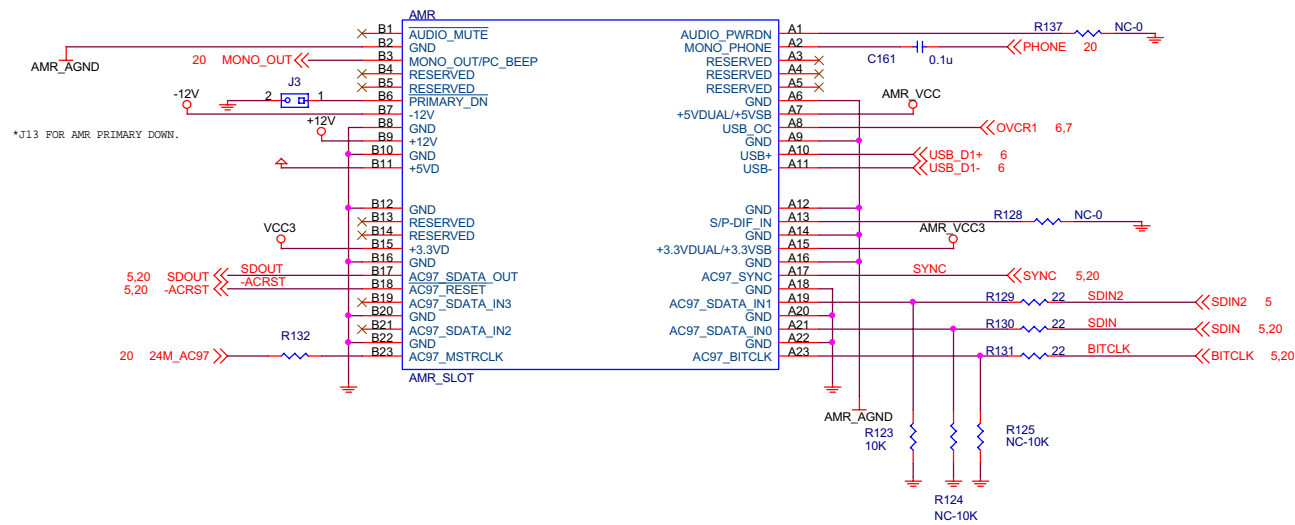 AMR
B1 AUDIO_MUTE
B2 GND
B3 MONO_OUT/PC_BEEP
B4 RESERVED
B5 RESERVED
B6 PRIMARY_DN
B7 -12V
B8 GND
B9 +12V
B10 GND
B11 +5VD
B12 GND
B13 RESERVED
B14 RESERVED
B15 +3.3VD
B16 GND
B17 AC97_SDATA_OUT
B18 AC97_RESET
B19 AC97_SDATA_IN3
B20 GND
B21 AC97_SDATA_IN2
B22 GND
B23 AC97_MSTRCLK
AMR_SLOT
AUDIO_PWRDN A1
MONO_PHONE A2
RESERVED A3
RESERVED A4
RESERVED A5
GND A6
+5VDUAL/+5VSB A7
USB_OC A8
GND A9
USB+ A10
USB- A11
GND A12
S/P-DIF_IN A13
GND A14
+3.3VDUAL/+3.3VSB A15
GND A16
AC97_SYNC A17
GND A18
AC97_SDATA_IN1 A19
GND A20
AC97_SDATA_IN0 A21
GND A22
AC97_BITCLK A23
AMR_AGND
20 MONO_OUT
J3
2 1
-12V
+12V
*J13 FOR AMR PRIMARY DOWN.
VCC3
5,20 SDOUT SDOUT
5,20 -ACRST -ACRST
R132
20 24M_AC97
R137 NC-0
C161 0.1u
PHONE 20
AMR_VCC
OVCR1 6,7
USB_D1+ 6
USB_D1- 6
R128 NC-0
AMR_VCC3
SYNC SYNC 5,20
R129 22 SDIN2 SDIN2 5
R130 22 SDIN SDIN 5,20
R131 22 BITCLK BITCLK 5,20
AMR_AGND
R123
10K
R125
NC-10K
R124
NC-10K